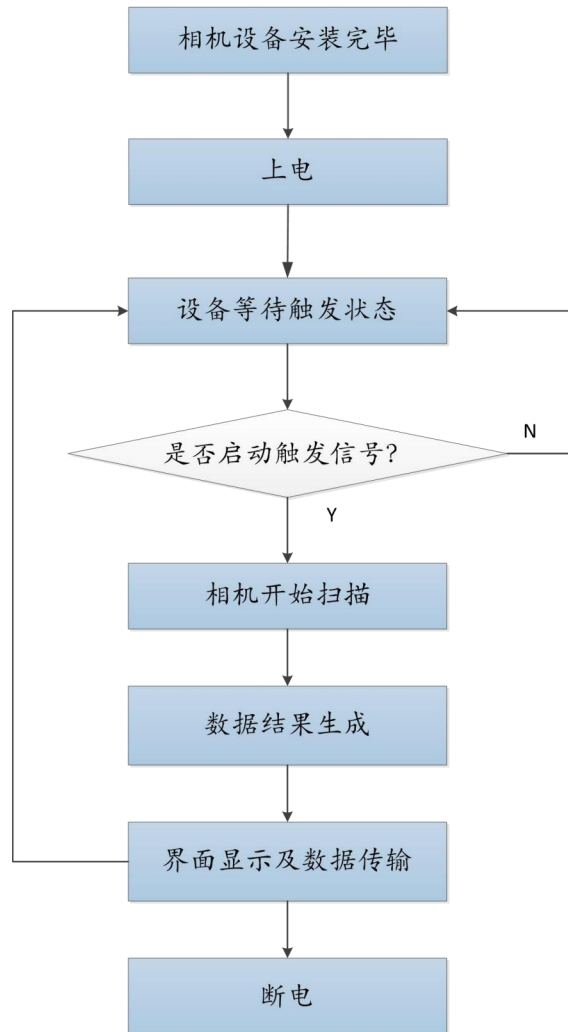 相机设备安装完毕
上电
设备等待触发状态
是否启动触发信号?
N
Y
相机开始扫描
数据结果生成
界面显示及数据传输
断电